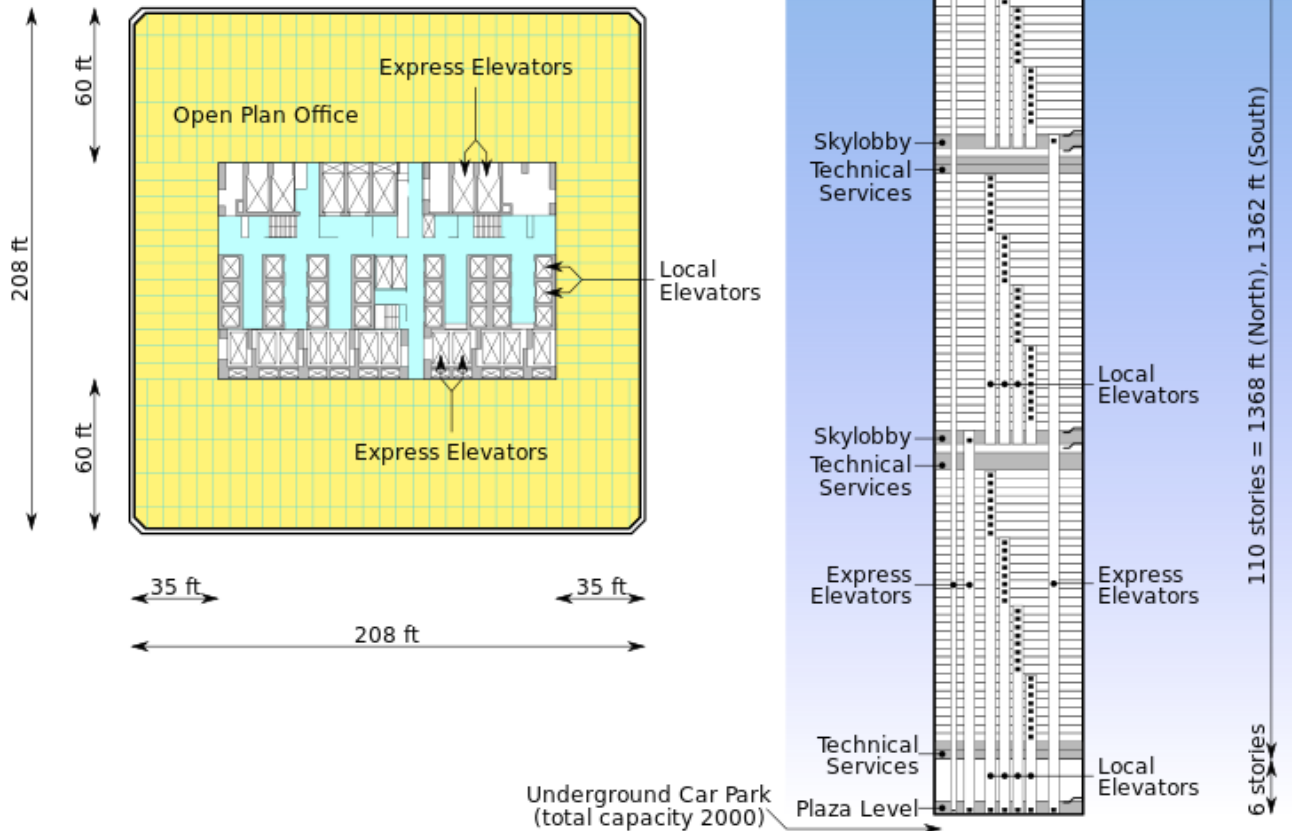 208 ft
60 ft
Express Elevators
Open Plan Office
Local
Elevators
60 ft
Express Elevators
35 ft
35 ft
208 ft
Skylobby
Technical
Services
Local
Elevators
Skylobby
Technical
Services
Express
Elevators
Express
Elevators
Technical
Services
Local
Elevators
Plaza Level
Underground Car Park
(total capacity 2000)
110 stories = 1368 ft (North), 1362 ft (South)
6 stories